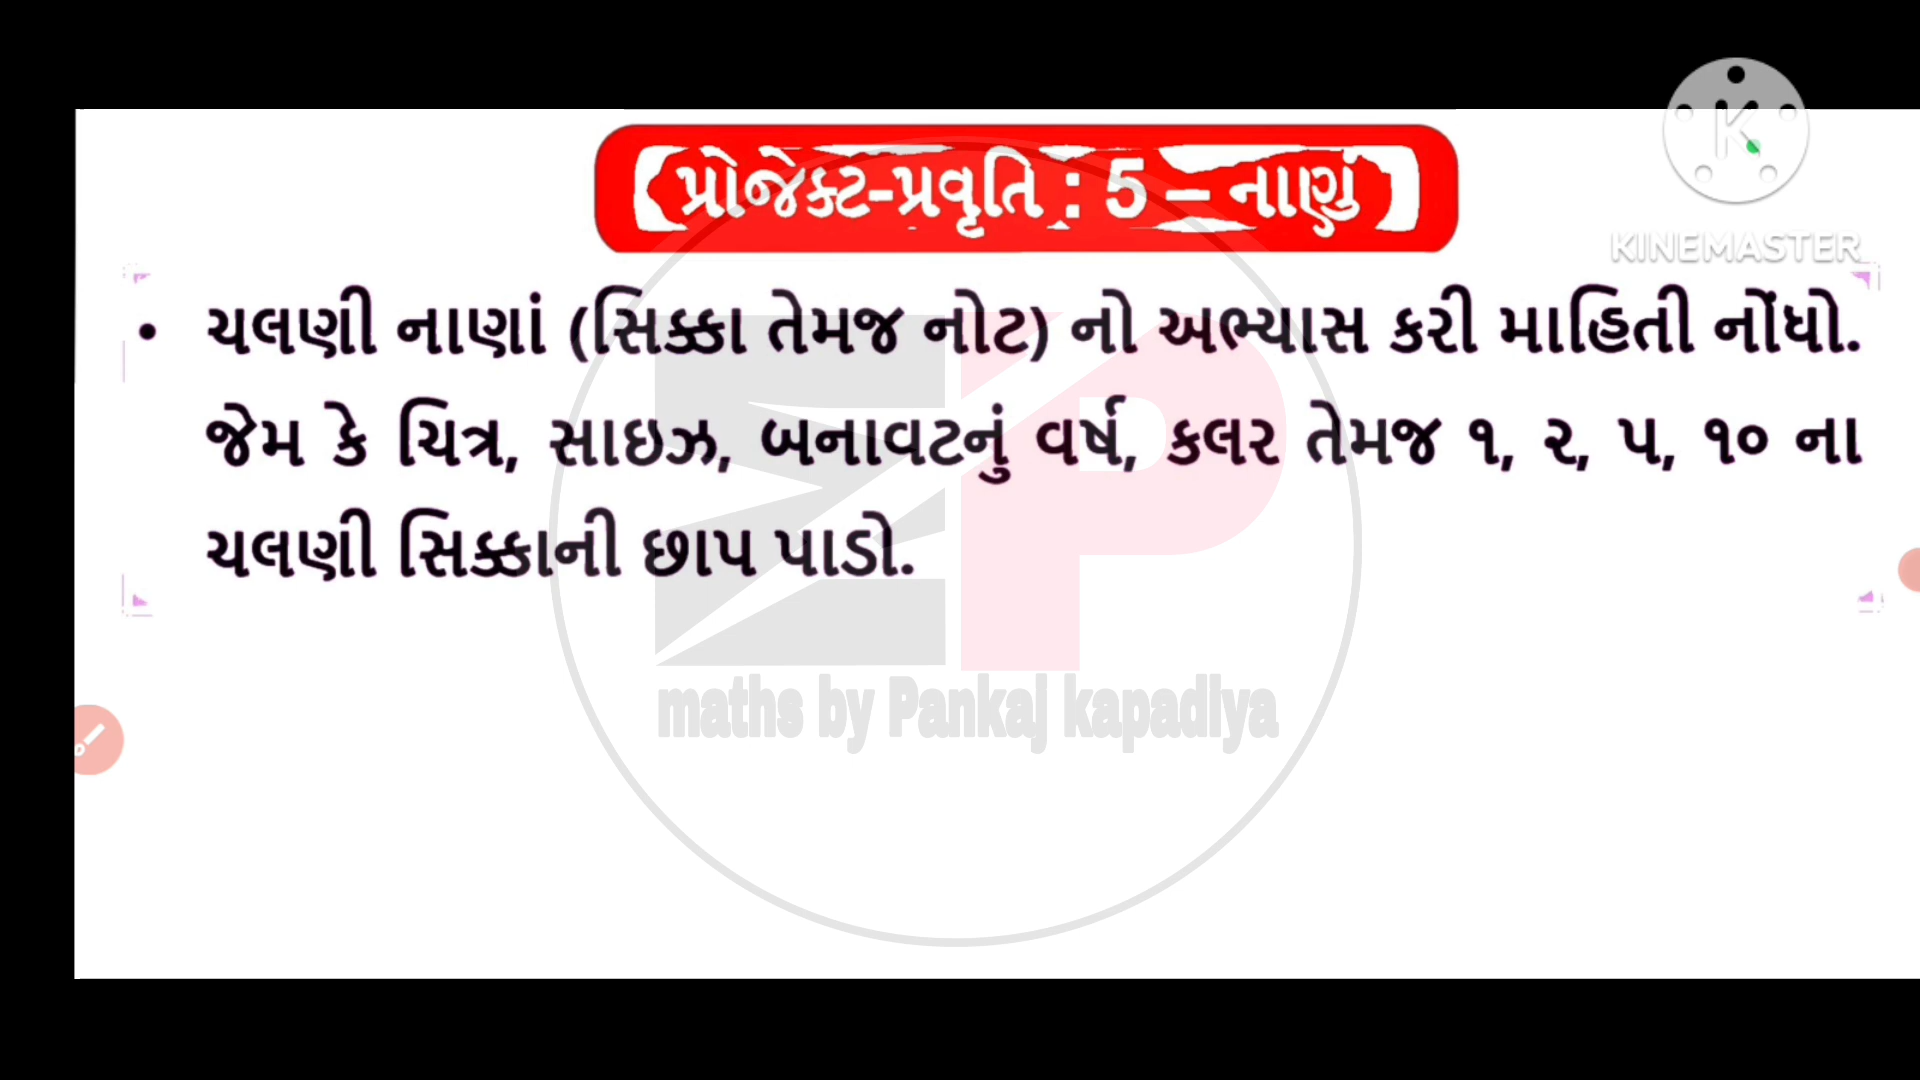 પ્રોજેક્ટ-પ્રવૃતિ : 5 – નાણું
KINEMASTER
• ચલણી નાણાં (સિક્કા તેમજ નોટ) નો અભ્યાસ કરી માહિતી નોંધો.
જેમ કે ચિત્ર, સાઇઝ, બનાવટનું વર્ષ, કલર તેમજ ૧, ૨, ૫, ૧૦ ના
ચલણી સિક્કાની છાપ પાડો.
maths by Pankaj kapadiya